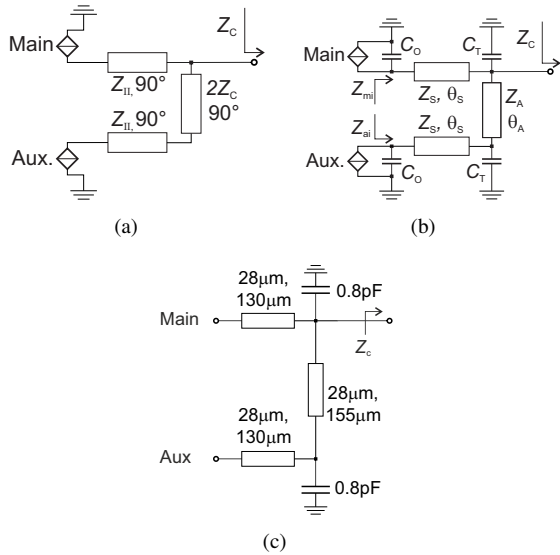 Z_C
Main
Z_II, 90°
2Z_C
90°
Z_II, 90°
Aux.
(a)
Z_C
Main
C_O
C_T
Z_mi
Z_S, θ_S
Z_A
θ_A
Z_ai
Z_S, θ_S
Aux.
C_O
C_T
(b)
28μm,
130μm
0.8pF
Main
Z_c
28μm,
155μm
28μm,
130μm
Aux
0.8pF
(c)